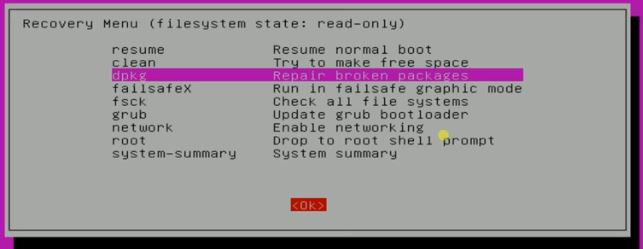 Recovery Menu (filesystem state: read-only)
resume Resume normal boot
clean Try to make free space
dpkg Repair broken packages
failsafeX Run in failsafe graphic mode
fsck Check all file systems
grub Update grub bootloader
network Enable networking
root Drop to root shell prompt
system-summary System summary
<Ok>